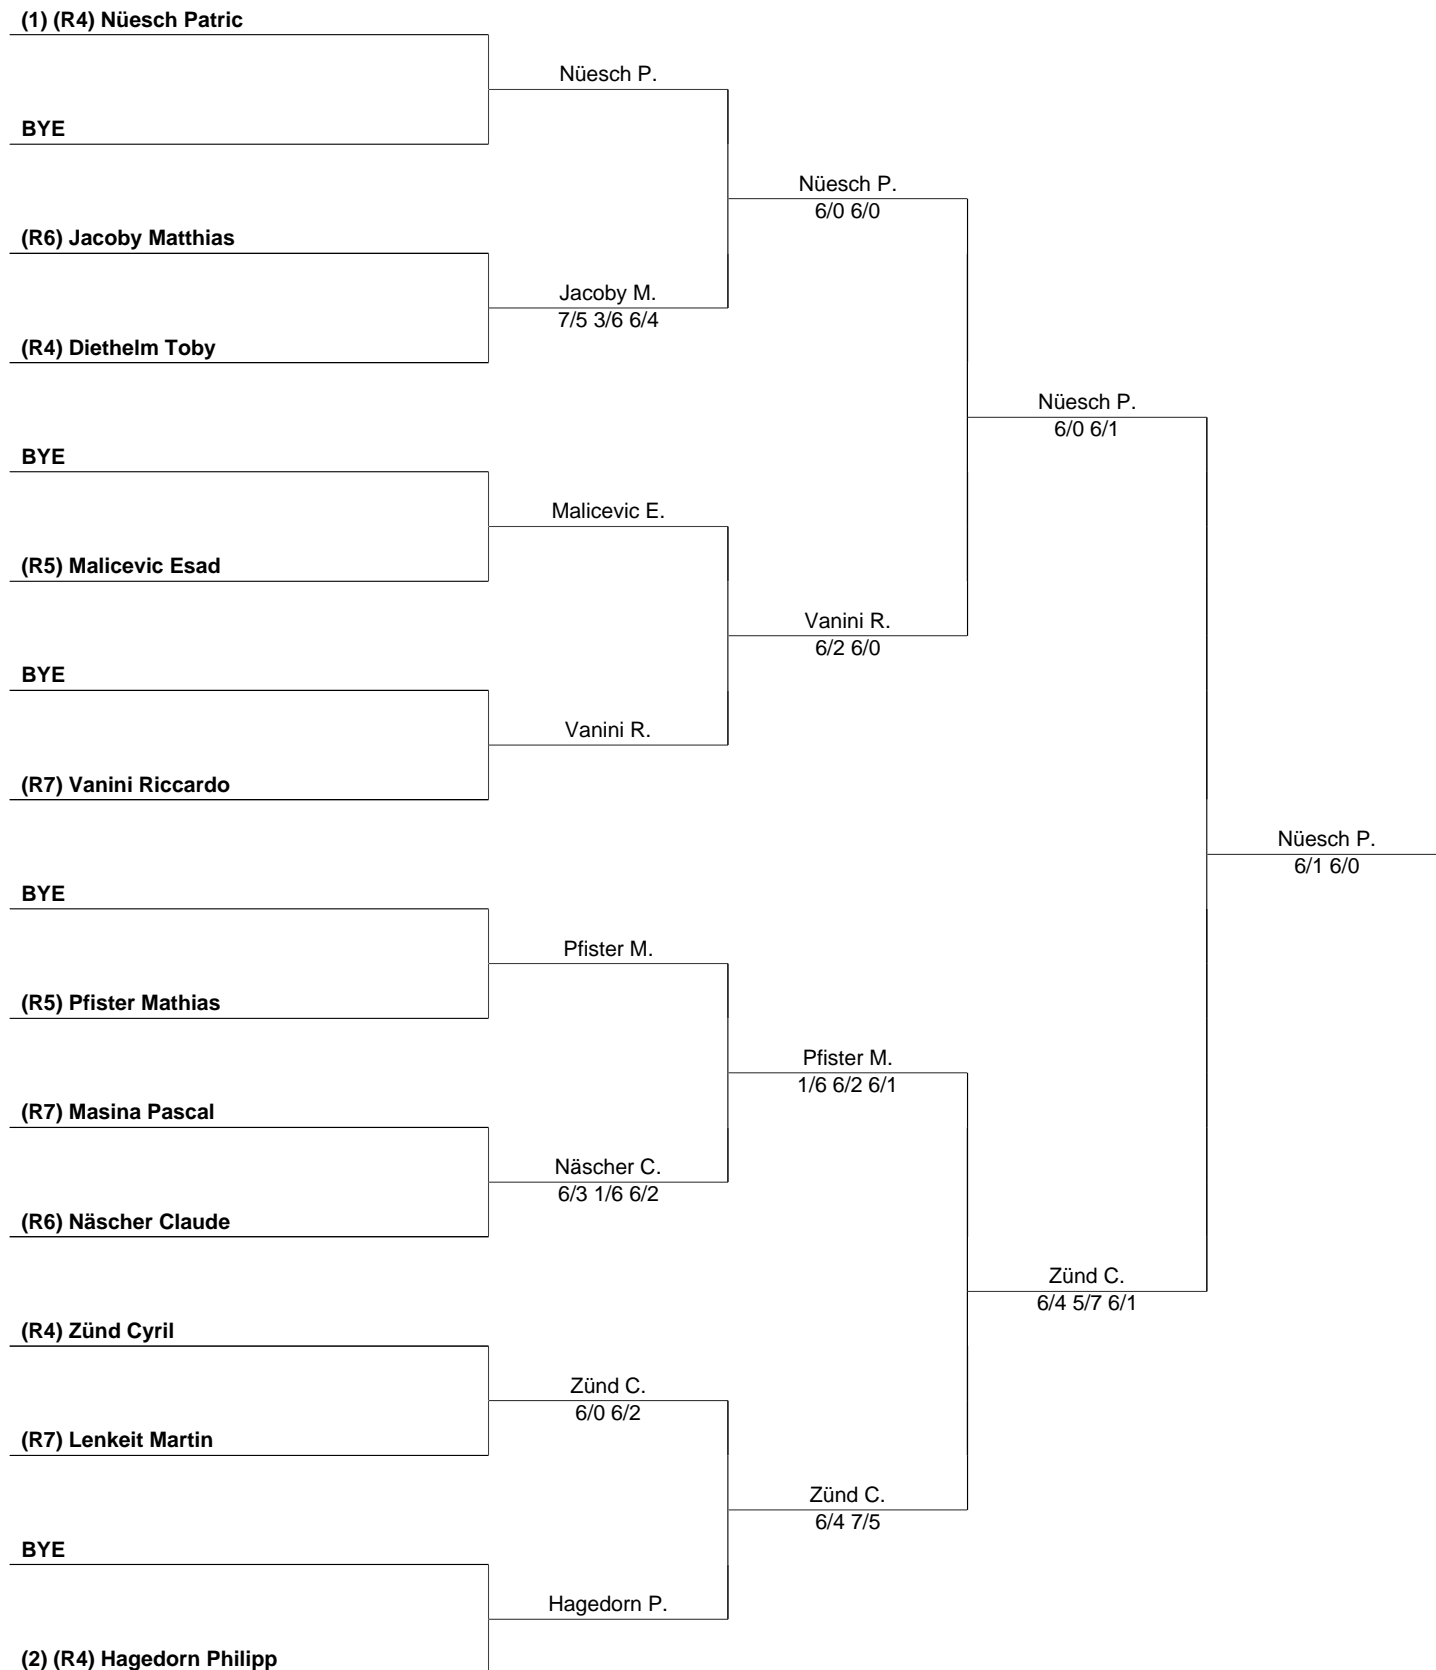 (1) (R4) Nüesch Patric
Nüesch P.
BYE
Nüesch P.
6/0 6/0
(R6) Jacoby Matthias
Jacoby M.
7/5 3/6 6/4
(R4) Diethelm Toby
Nüesch P.
6/0 6/1
BYE
Malicevic E.
(R5) Malicevic Esad
Vanini R.
6/2 6/0
BYE
Vanini R.
(R7) Vanini Riccardo
Nüesch P.
6/1 6/0
BYE
Pfister M.
(R5) Pfister Mathias
Pfister M.
1/6 6/2 6/1
(R7) Masina Pascal
Näscher C.
6/3 1/6 6/2
(R6) Näscher Claude
Zünd C.
6/4 5/7 6/1
(R4) Zünd Cyril
Zünd C.
6/0 6/2
(R7) Lenkeit Martin
Zünd C.
6/4 7/5
BYE
Hagedorn P.
(2) (R4) Hagedorn Philipp